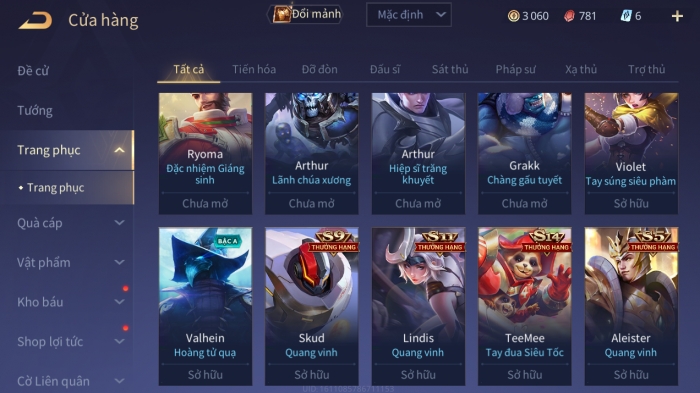 Cửa hàng
Đổi mảnh
Mặc định
3 060
781
6
Đề cử
Tướng
Trang phục
Trang phục
Quà cáp
Vật phẩm
Kho báu
Shop lợi tức
Cờ Liên quân
Tất cả
Tiến hóa
Đỡ đòn
Đấu sĩ
Sát thủ
Pháp sư
Xạ thủ
Trợ thủ
Ryoma
Đặc nhiệm Giáng
sinh
Chưa mở
Arthur
Lãnh chúa xương
Chưa mở
Arthur
Hiệp sĩ trăng
khuyết
Chưa mở
Grakk
Chàng gấu tuyết
Chưa mở
Violet
Tay súng siêu phàm
Sở hữu
BẬC A
Valhein
Hoàng tử quạ
Sở hữu
S9
THƯỞNG HẠNG
Skud
Quang vinh
Sở hữu
S11
THƯỞNG HẠNG
Lindis
Quang vinh
Sở hữu
S14
THƯỞNG HẠNG
TeeMee
Tay đua Siêu Tốc
Sở hữu
S5
THƯỞNG HẠNG
Aleister
Quang vinh
Sở hữu